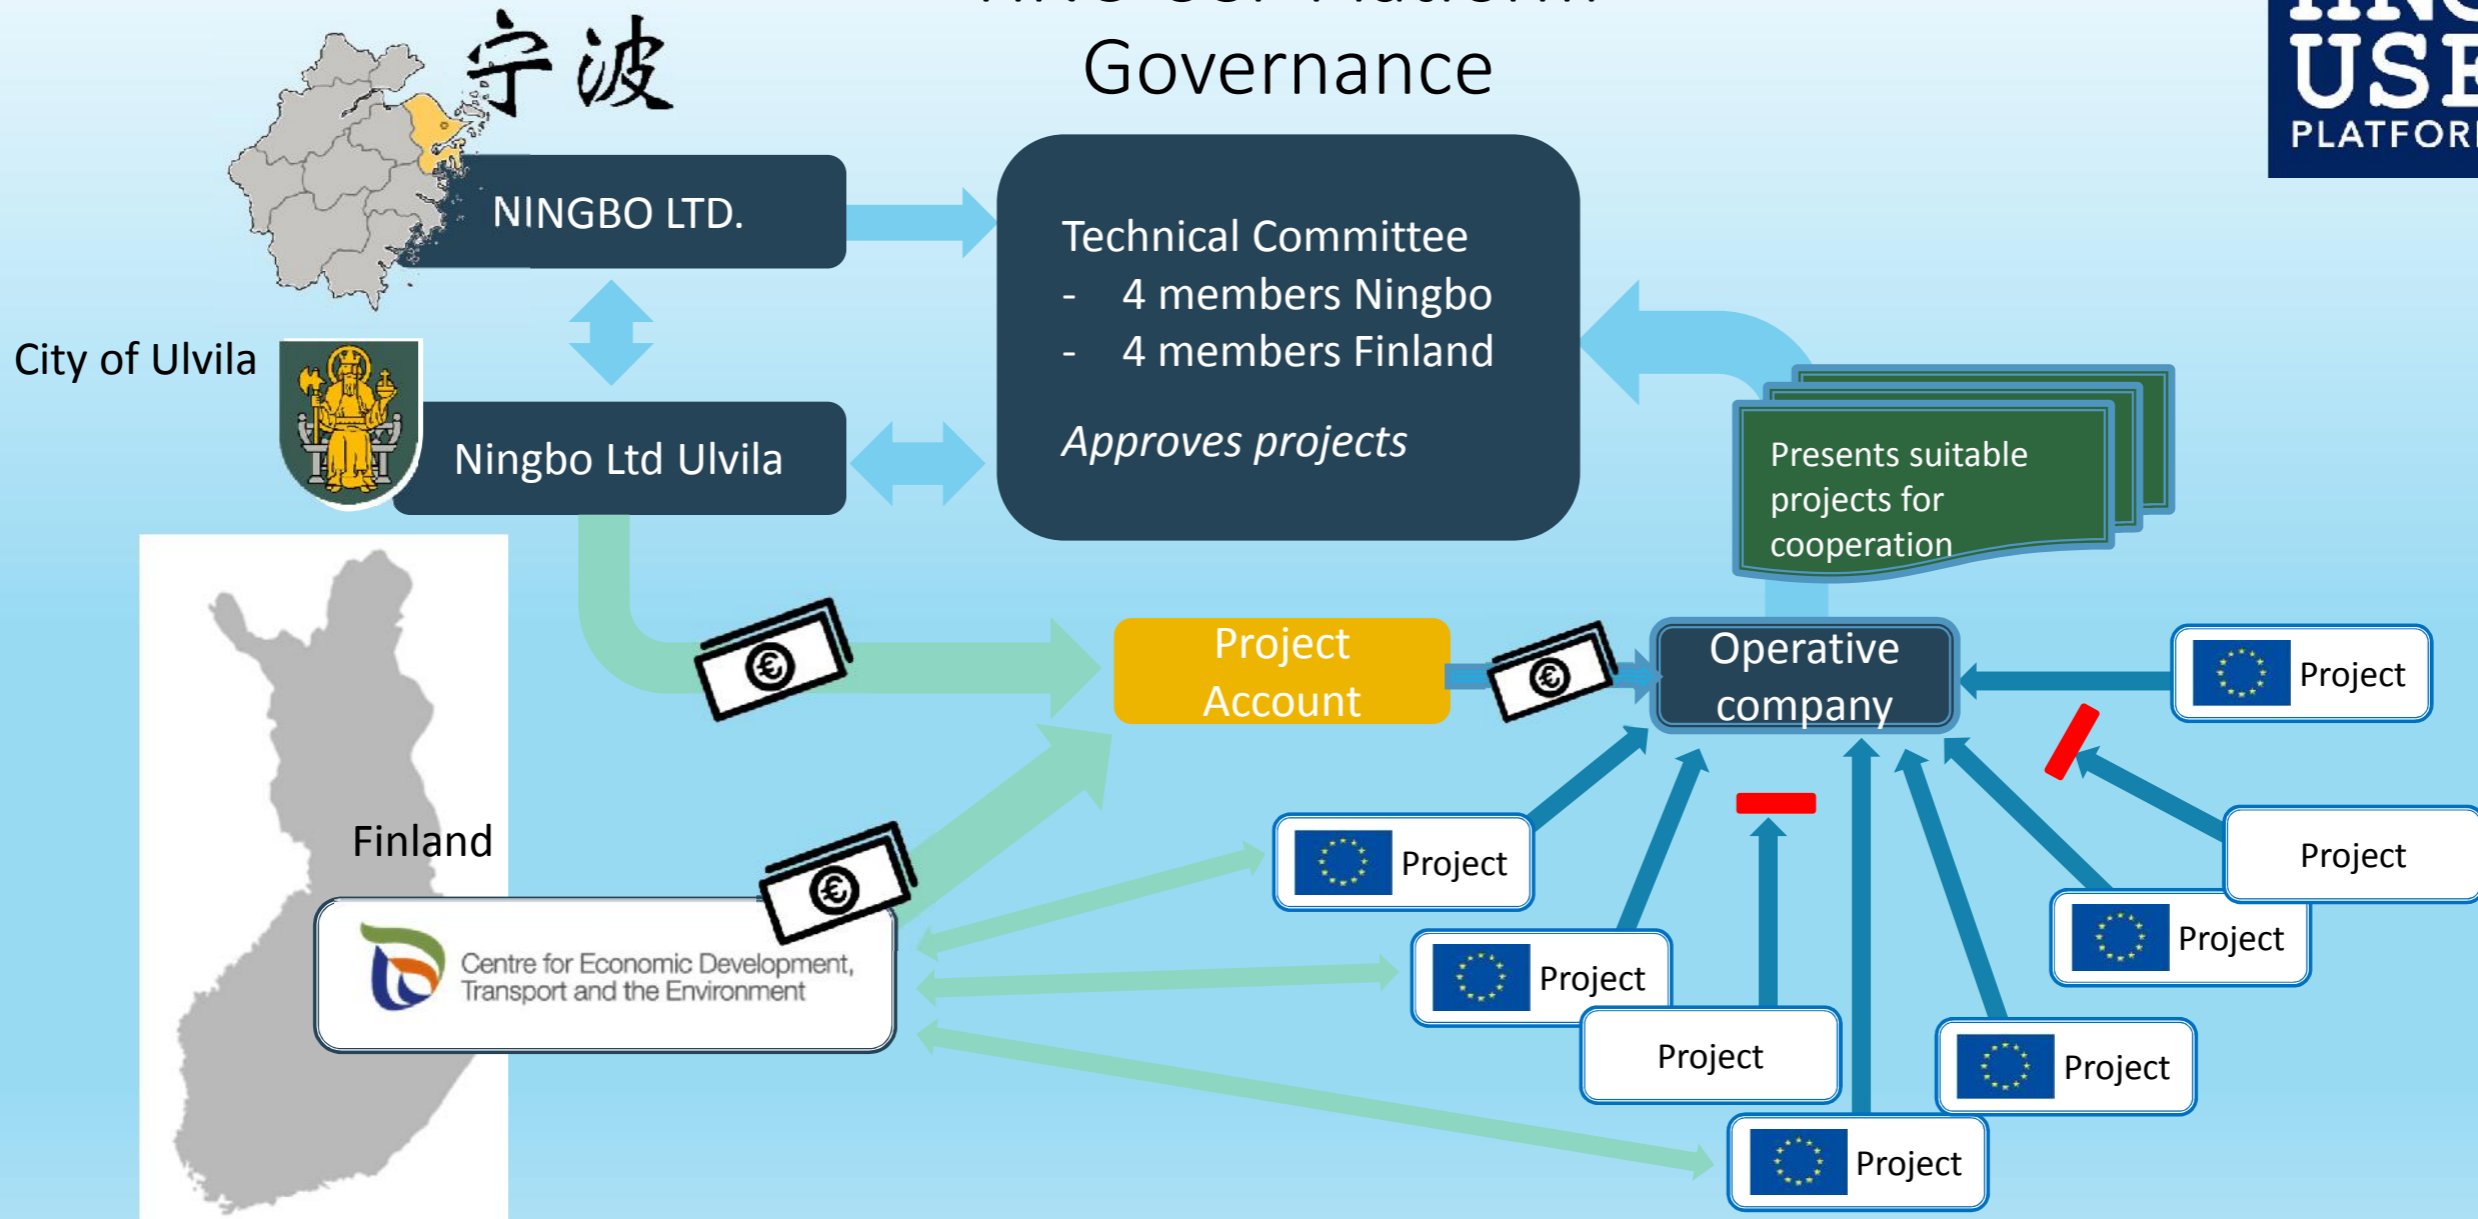 Governance
宁波
USE
PLATFOR
NINGBO LTD.
Technical Committee
- 4 members Ningbo
- 4 members Finland
Approves projects
City of Ulvila
Ningbo Ltd Ulvila
Presents suitable
projects for
cooperation
Project
Account
Operative
company
Project
Finland
Project
Project
Centre for Economic Development,
Transport and the Environment
Project
Project
Project
Project
Project